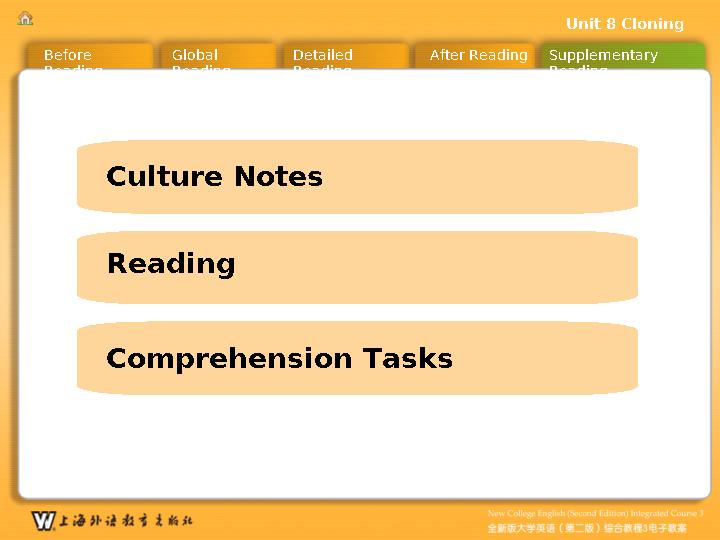 Unit 8 Cloning
Before Reading
Global Reading
Detailed Reading
After Reading
Supplementary Reading
Culture Notes
Reading
Comprehension Tasks
上海外语教育出版社
New College English (Second Edition) Integrated Course 3
全新版大学英语（第二版）综合教程3电子教案